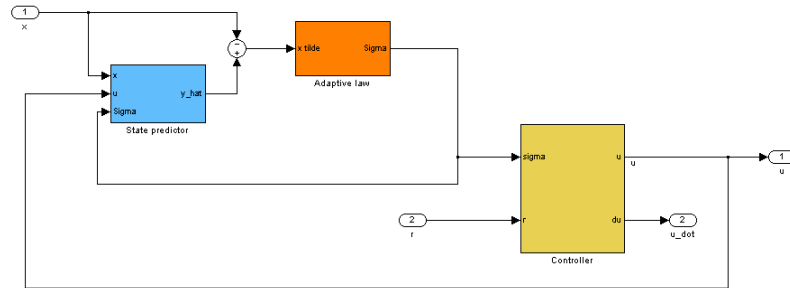 1
x
x
u
Sigma
y_hat
State predictor
−
+
x tilde
Sigma
Adaptive law
sigma
r
u
du
Controller
u
1
u
2
r
2
u_dot